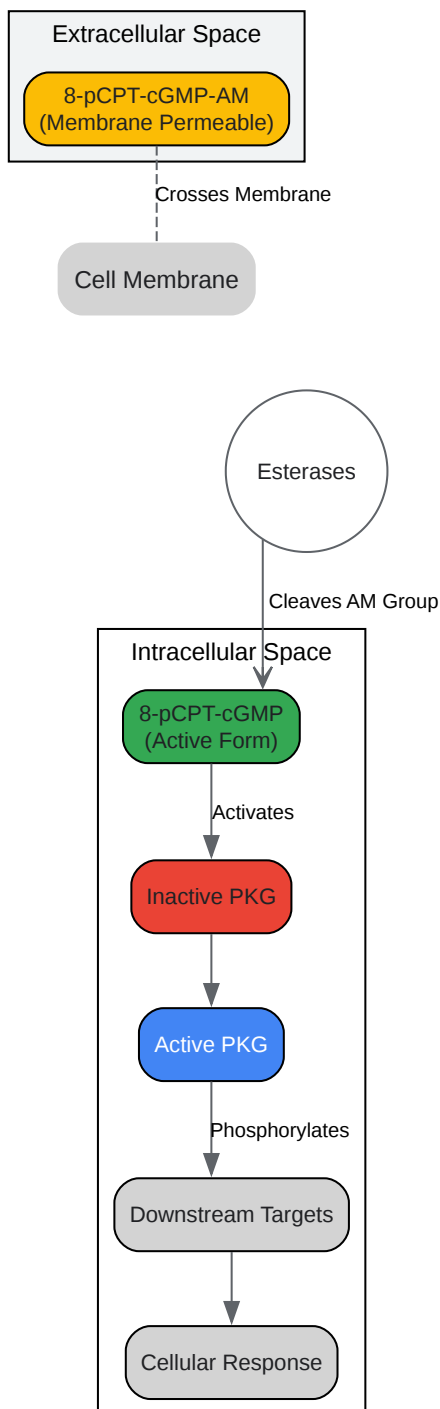 Extracellular Space
8-pCPT-cGMP-AM
(Membrane Permeable)
Crosses Membrane
Cell Membrane
Esterases
Cleaves AM Group
Intracellular Space
8-pCPT-cGMP
(Active Form)
Activates
Inactive PKG
Active PKG
Phosphorylates
Downstream Targets
Cellular Response